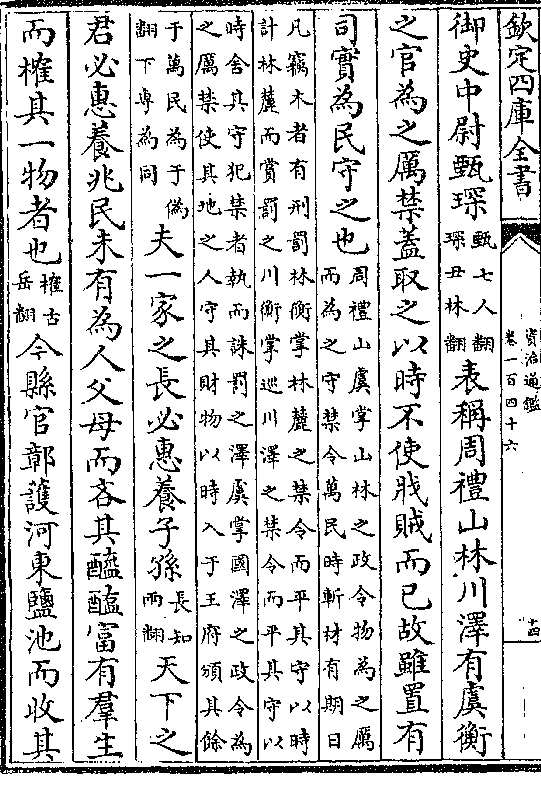 欽定四庫全書
資治通鑑
卷一百四十六
十四
御史中尉甄琛甄七人翻琛丑林翻表稱周禮山林川澤有虞衡
之官為之厲禁蓋取之以時不使戕賊而已故雖置有
司實為民守之也周禮山虞掌山林之政令物為之厲而為之守禁令萬民時斬材有期日
凡竊木者有刑罰林衡掌林麓之禁令而平其守以時
計林麓而賞罰之川衡掌巡川澤之禁令而平其守以
時舍其守犯禁者執而誅罰之澤虞掌國澤之政令為
之厲禁使其地之人守其財物以時入于王府頒其餘
于萬民為于偽翻下專為同夫一家之長必惠養子孫長知兩翻天下之
君必惠養兆民未有為人父母而吝其醯醢富有羣生
而榷其一物者也榷古岳翻今縣官鄣護河東鹽池而收其